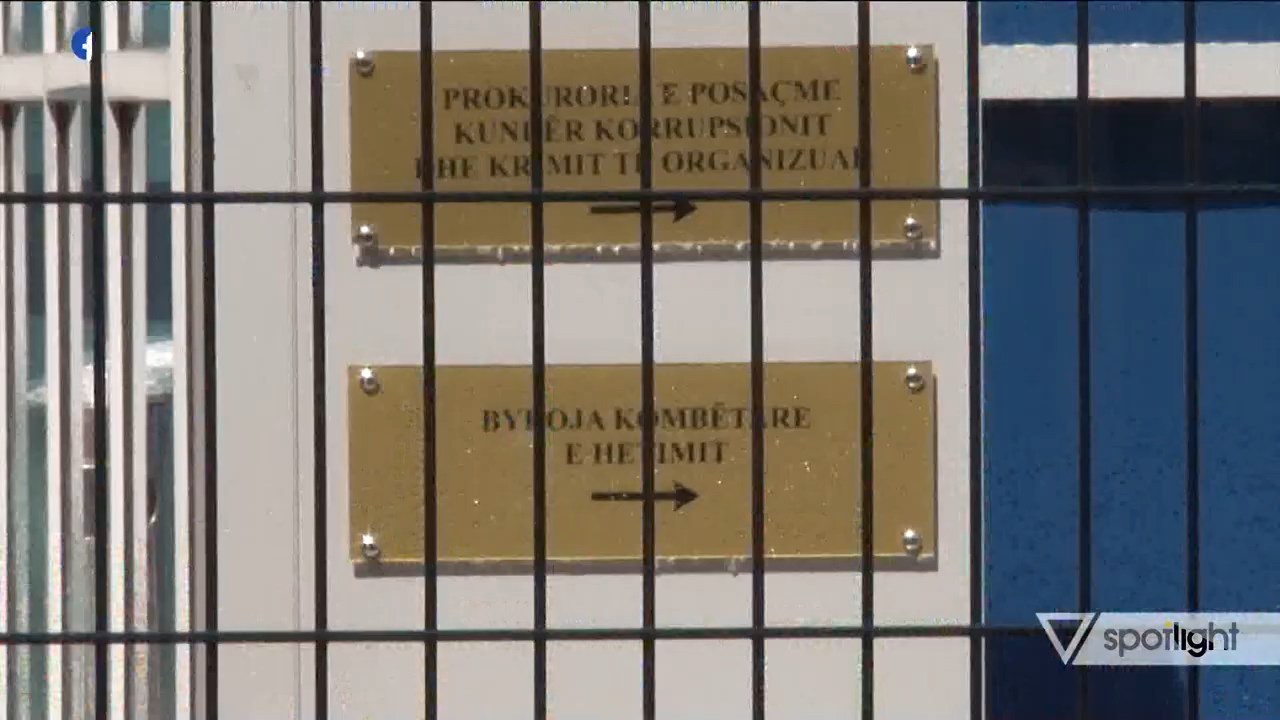 PROKURORIA E POSAÇME
KUNDËR KORRUPSIONIT
DHE KRIMIT TË ORGANIZUAR
BYROJA KOMBËTARE
E HETIMIT
spotlight